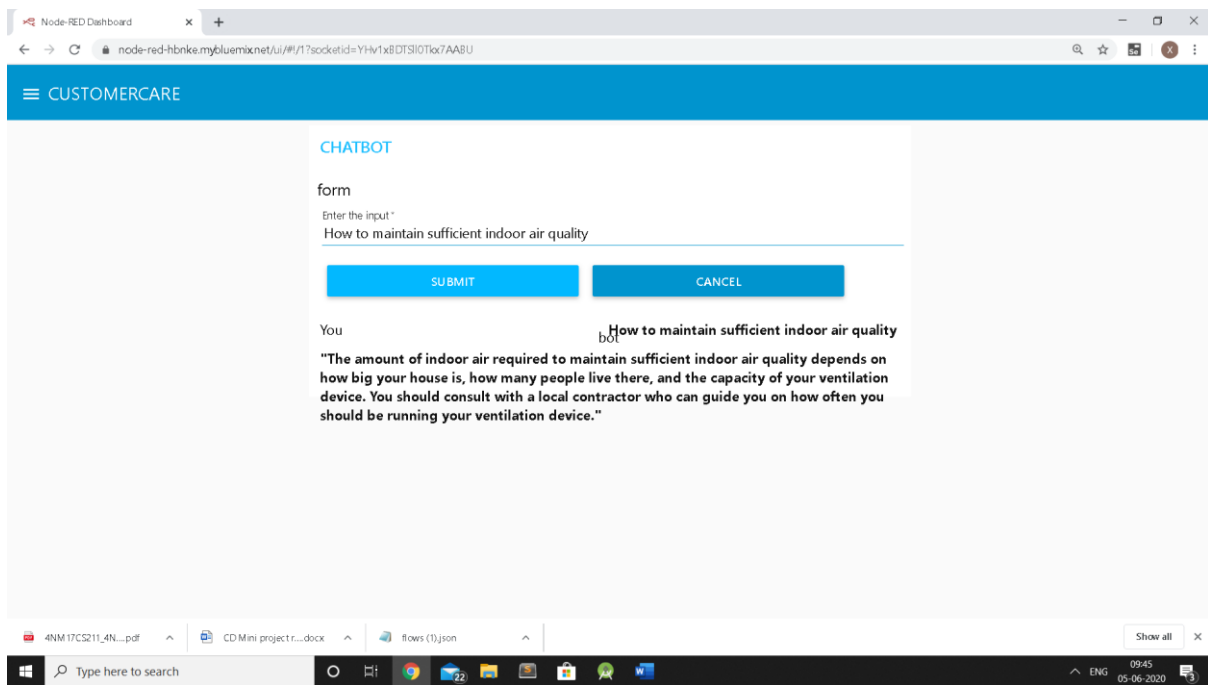 Node-RED Dashboard
node-red-hbnke.mybluemix.net/ui/#!/1?socketid=YHv1xBDTSlI0Tkx7AABU
X
CUSTOMERCARE
CHATBOT
form
Enter the input *
How to maintain sufficient indoor air quality
SUBMIT CANCEL
You How to maintain sufficient indoor air quality
bot
"The amount of indoor air required to maintain sufficient indoor air quality depends on
how big your house is, how many people live there, and the capacity of your ventilation
device. You should consult with a local contractor who can guide you on how often you
should be running your ventilation device."
4NM17CS211_4N....pdf CD Mini project r....docx flows (1).json Show all
Type here to search 22 ENG 09:45
05-06-2020 3